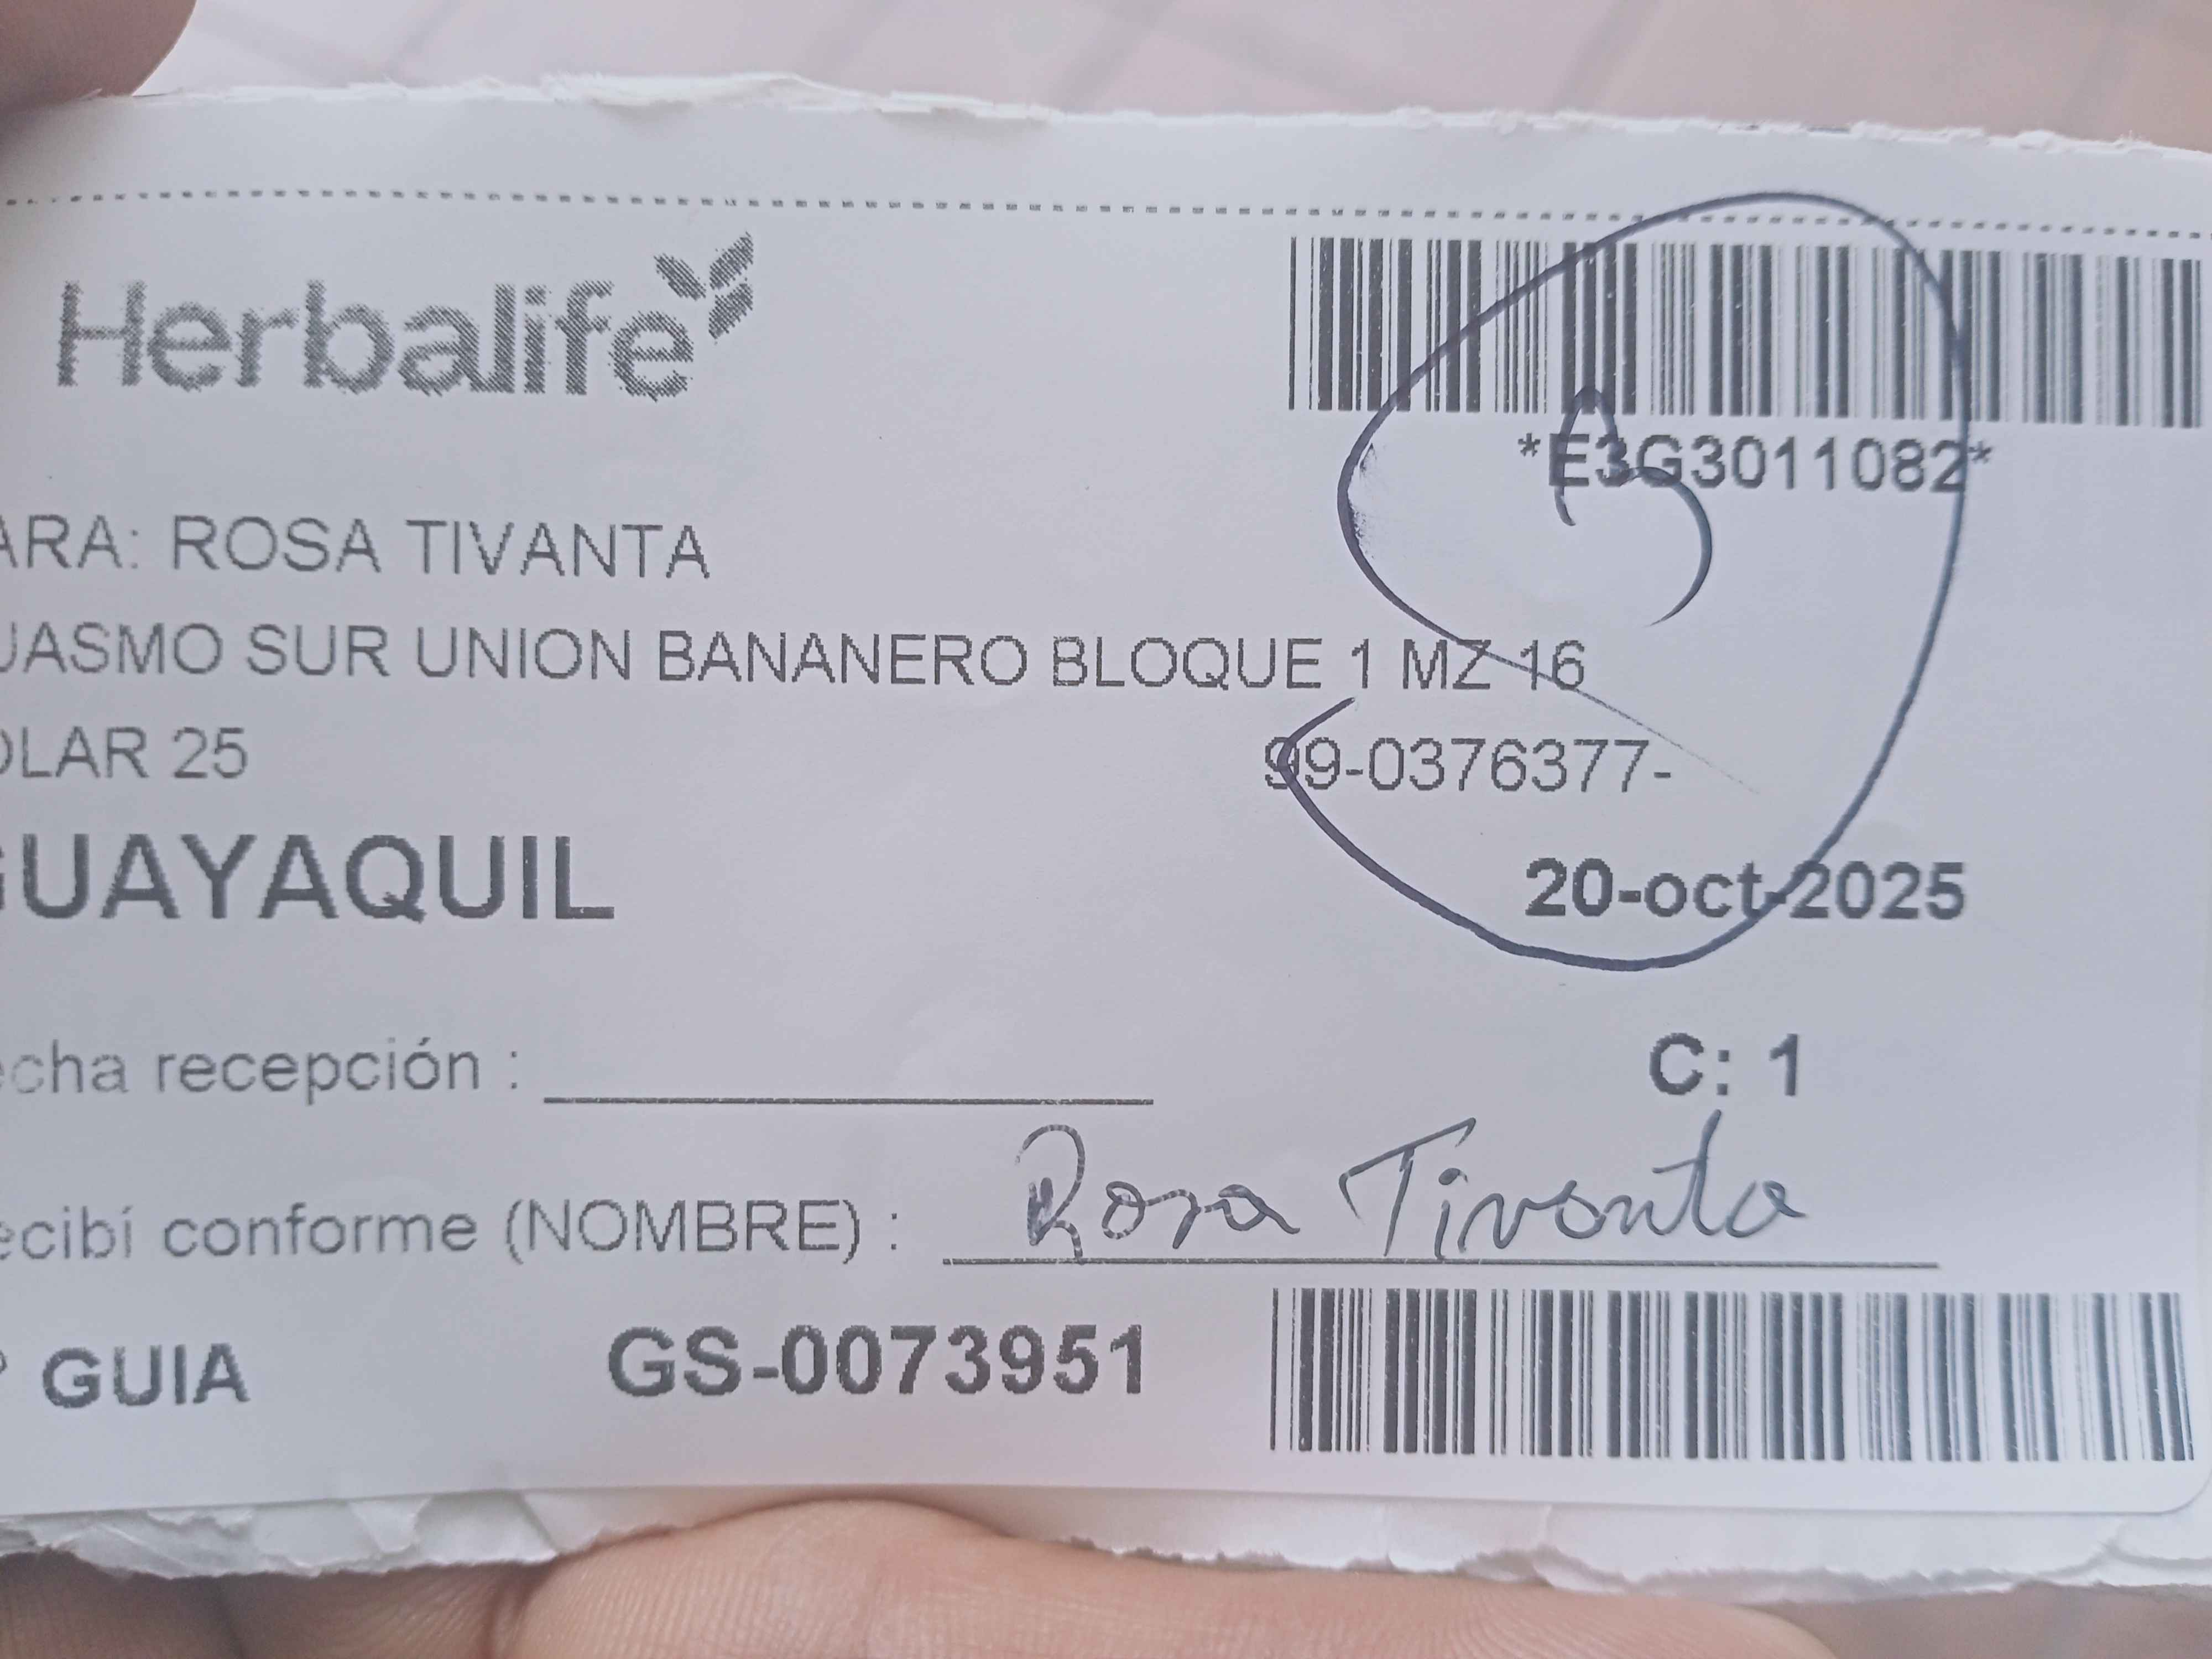 Herbalife
*E3G3011082*
ARA: ROSA TIVANTA
UASMO SUR UNION BANANERO BLOQUE 1 MZ 16
OLAR 25
99-0376377-
GUAYAQUIL
20-oct-2025
echa recepción :
C: 1
ecibí conforme (NOMBRE) : Rosa Tivanta
° GUIA GS-0073951